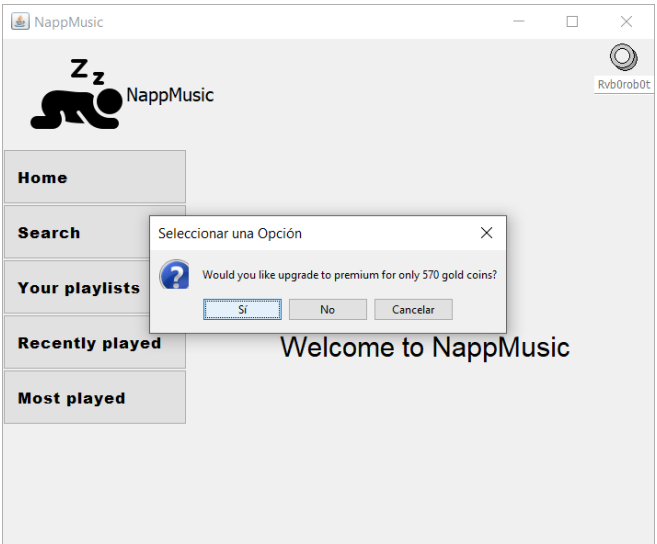 NappMusic
Rvb0rob0t
Z z
NappMusic
Home
Search
Your playlists
Recently played
Most played
Seleccionar una Opción
?
Would you like upgrade to premium for only 570 gold coins?
Sí No Cancelar
Welcome to NappMusic